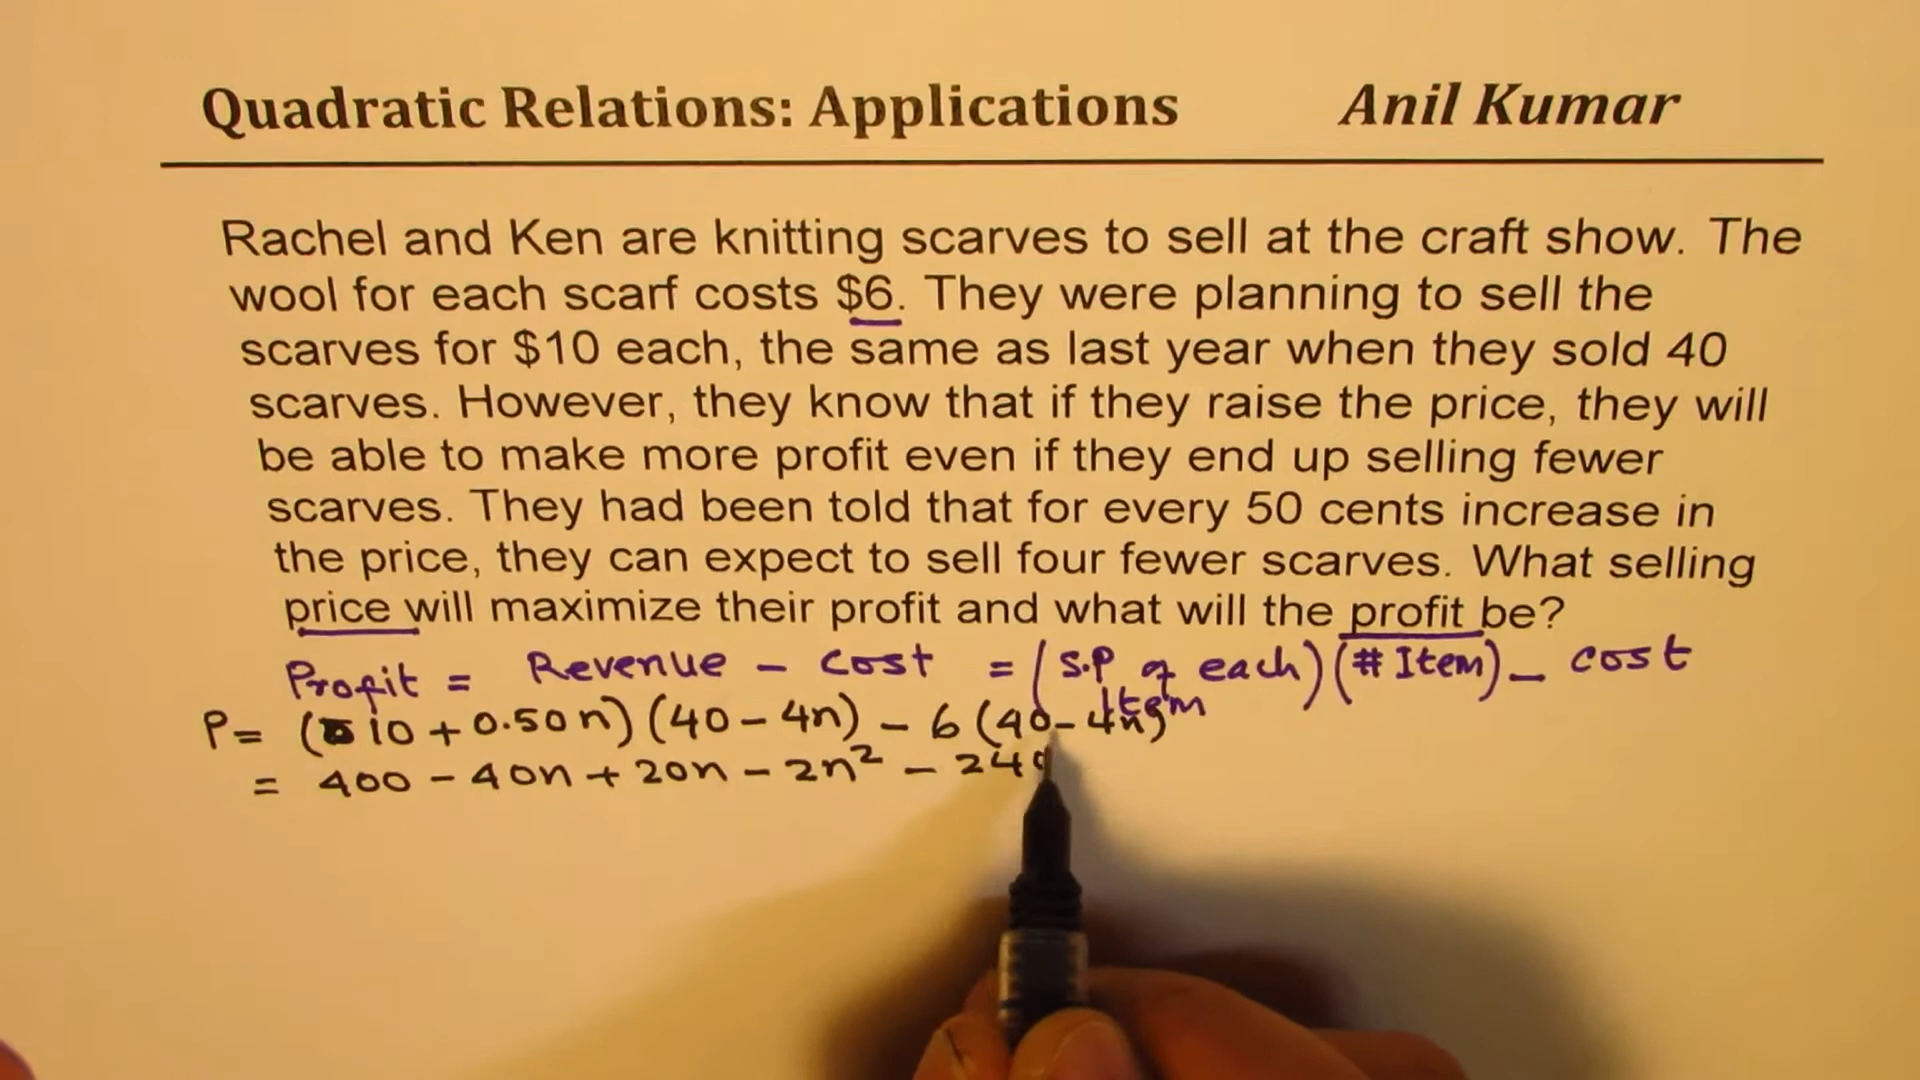 Quadratic Relations: Applications Anil Kumar
Rachel and Ken are knitting scarves to sell at the craft show. The
wool for each scarf costs $6. They were planning to sell the
scarves for $10 each, the same as last year when they sold 40
scarves. However, they know that if they raise the price, they will
be able to make more profit even if they end up selling fewer
scarves. They had been told that for every 50 cents increase in
the price, they can expect to sell four fewer scarves. What selling
price will maximize their profit and what will the profit be?
Profit = Revenue - cost = (S.P of each) (# Item) - cost
Item
P = (10 + 0.50n) (40 - 4n) - 6 (40 - 4n)
= 400 - 40n + 20n - 2n² - 240